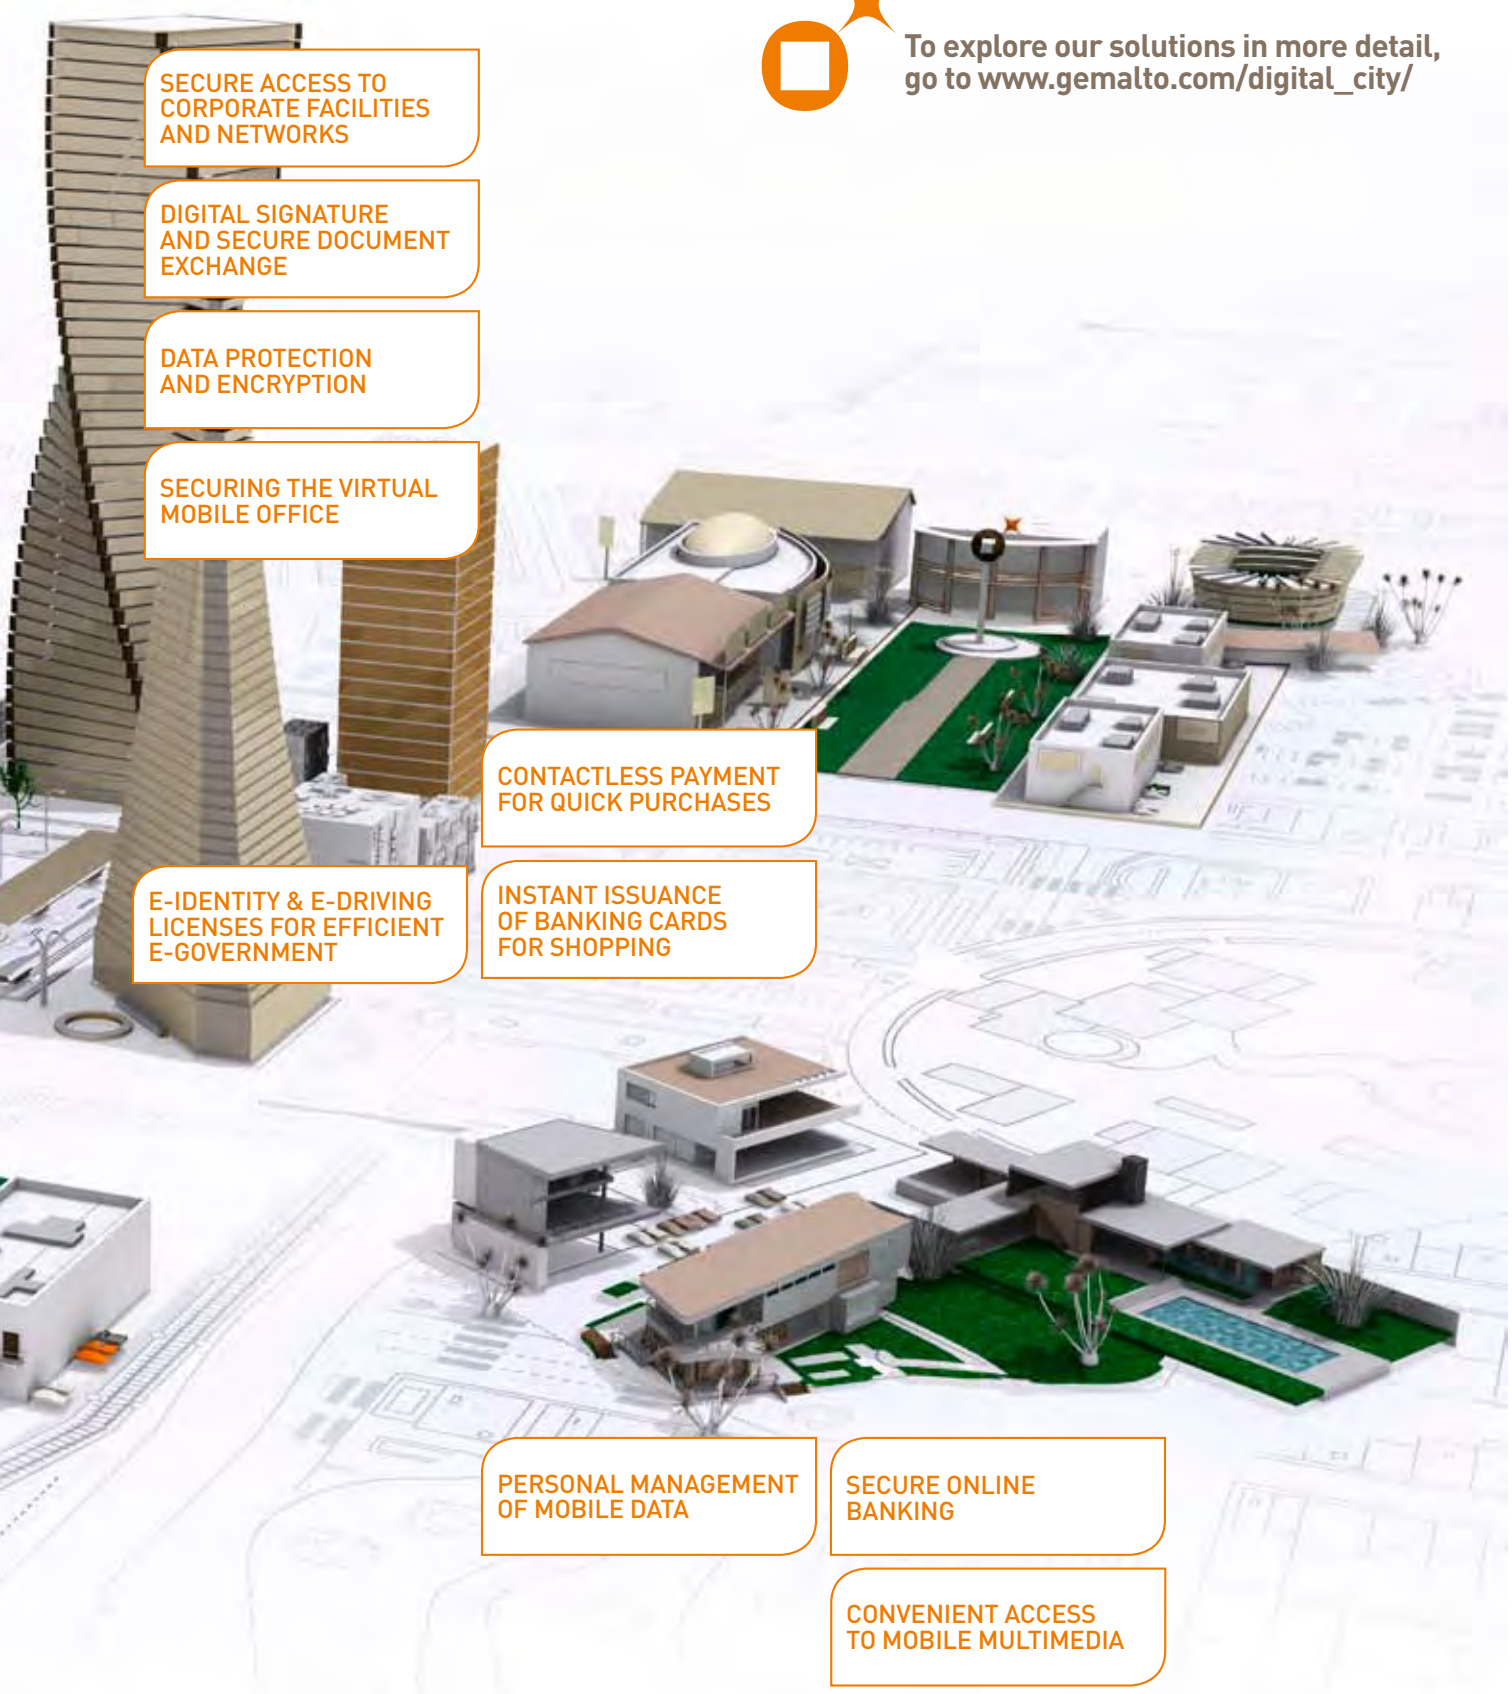 To explore our solutions in more detail,
go to www.gemalto.com/digital_city/
SECURE ACCESS TO
CORPORATE FACILITIES
AND NETWORKS
DIGITAL SIGNATURE
AND SECURE DOCUMENT
EXCHANGE
DATA PROTECTION
AND ENCRYPTION
SECURING THE VIRTUAL
MOBILE OFFICE
CONTACTLESS PAYMENT
FOR QUICK PURCHASES
E-IDENTITY & E-DRIVING
LICENSES FOR EFFICIENT
E-GOVERNMENT
INSTANT ISSUANCE
OF BANKING CARDS
FOR SHOPPING
PERSONAL MANAGEMENT
OF MOBILE DATA
SECURE ONLINE
BANKING
CONVENIENT ACCESS
TO MOBILE MULTIMEDIA